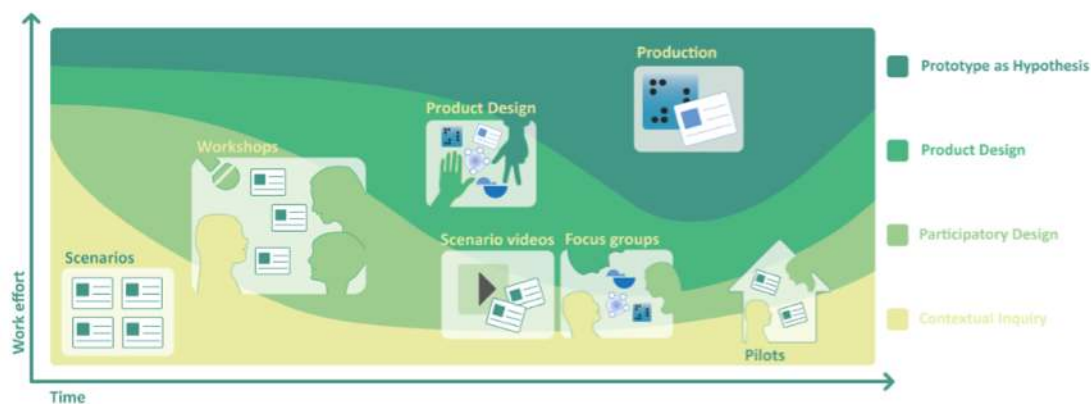 Production
Prototype as Hypothesis
Product Design
Workshops
Product Design
Scenarios
Scenario videos
Focus groups
Participatory Design
Contextual Inquiry
Pilots
Work effort
Time